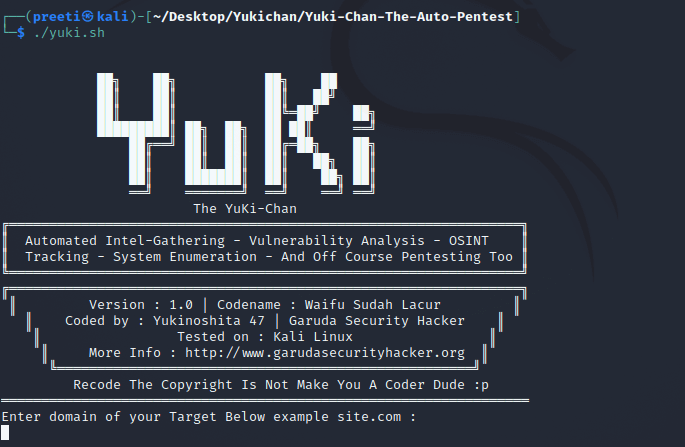 (preeti㉿kali)-[~/Desktop/Yukichan/Yuki-Chan-The-Auto-Pentest]
$ ./yuki.sh
YuKi
The YuKi-Chan
Automated Intel-Gathering - Vulnerability Analysis - OSINT
Tracking - System Enumeration - And Off Course Pentesting Too
Version : 1.0 | Codename : Waifu Sudah Lacur
Coded by : Yukinoshita 47 | Garuda Security Hacker
Tested on : Kali Linux
More Info : http://www.garudasecurityhacker.org
Recode The Copyright Is Not Make You A Coder Dude :p
Enter domain of your Target Below example site.com :